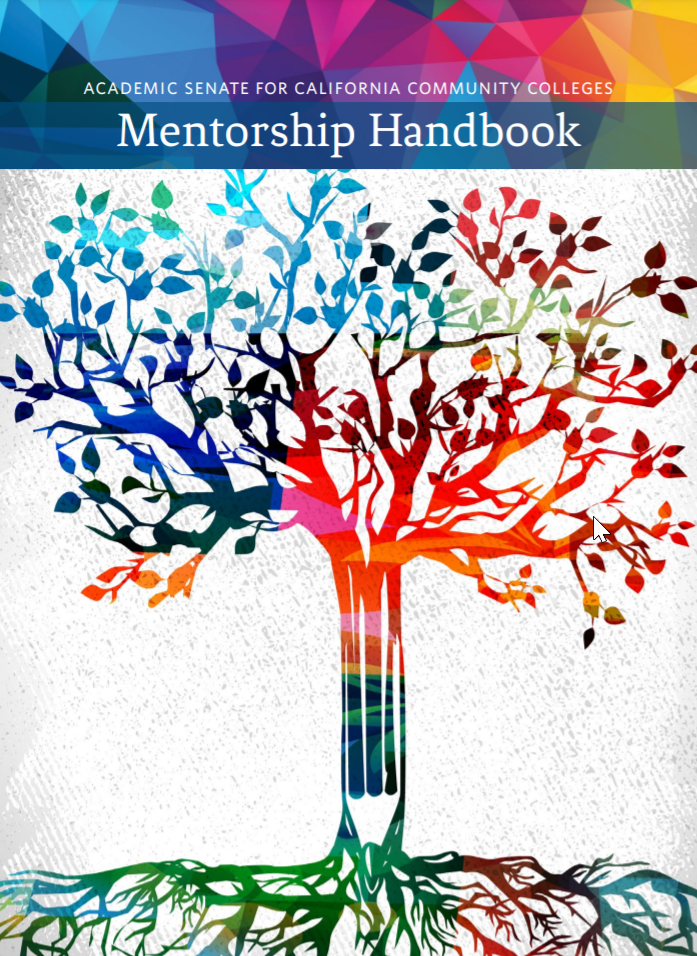 ACADEMIC SENATE FOR CALIFORNIA COMMUNITY COLLEGES
Mentorship Handbook